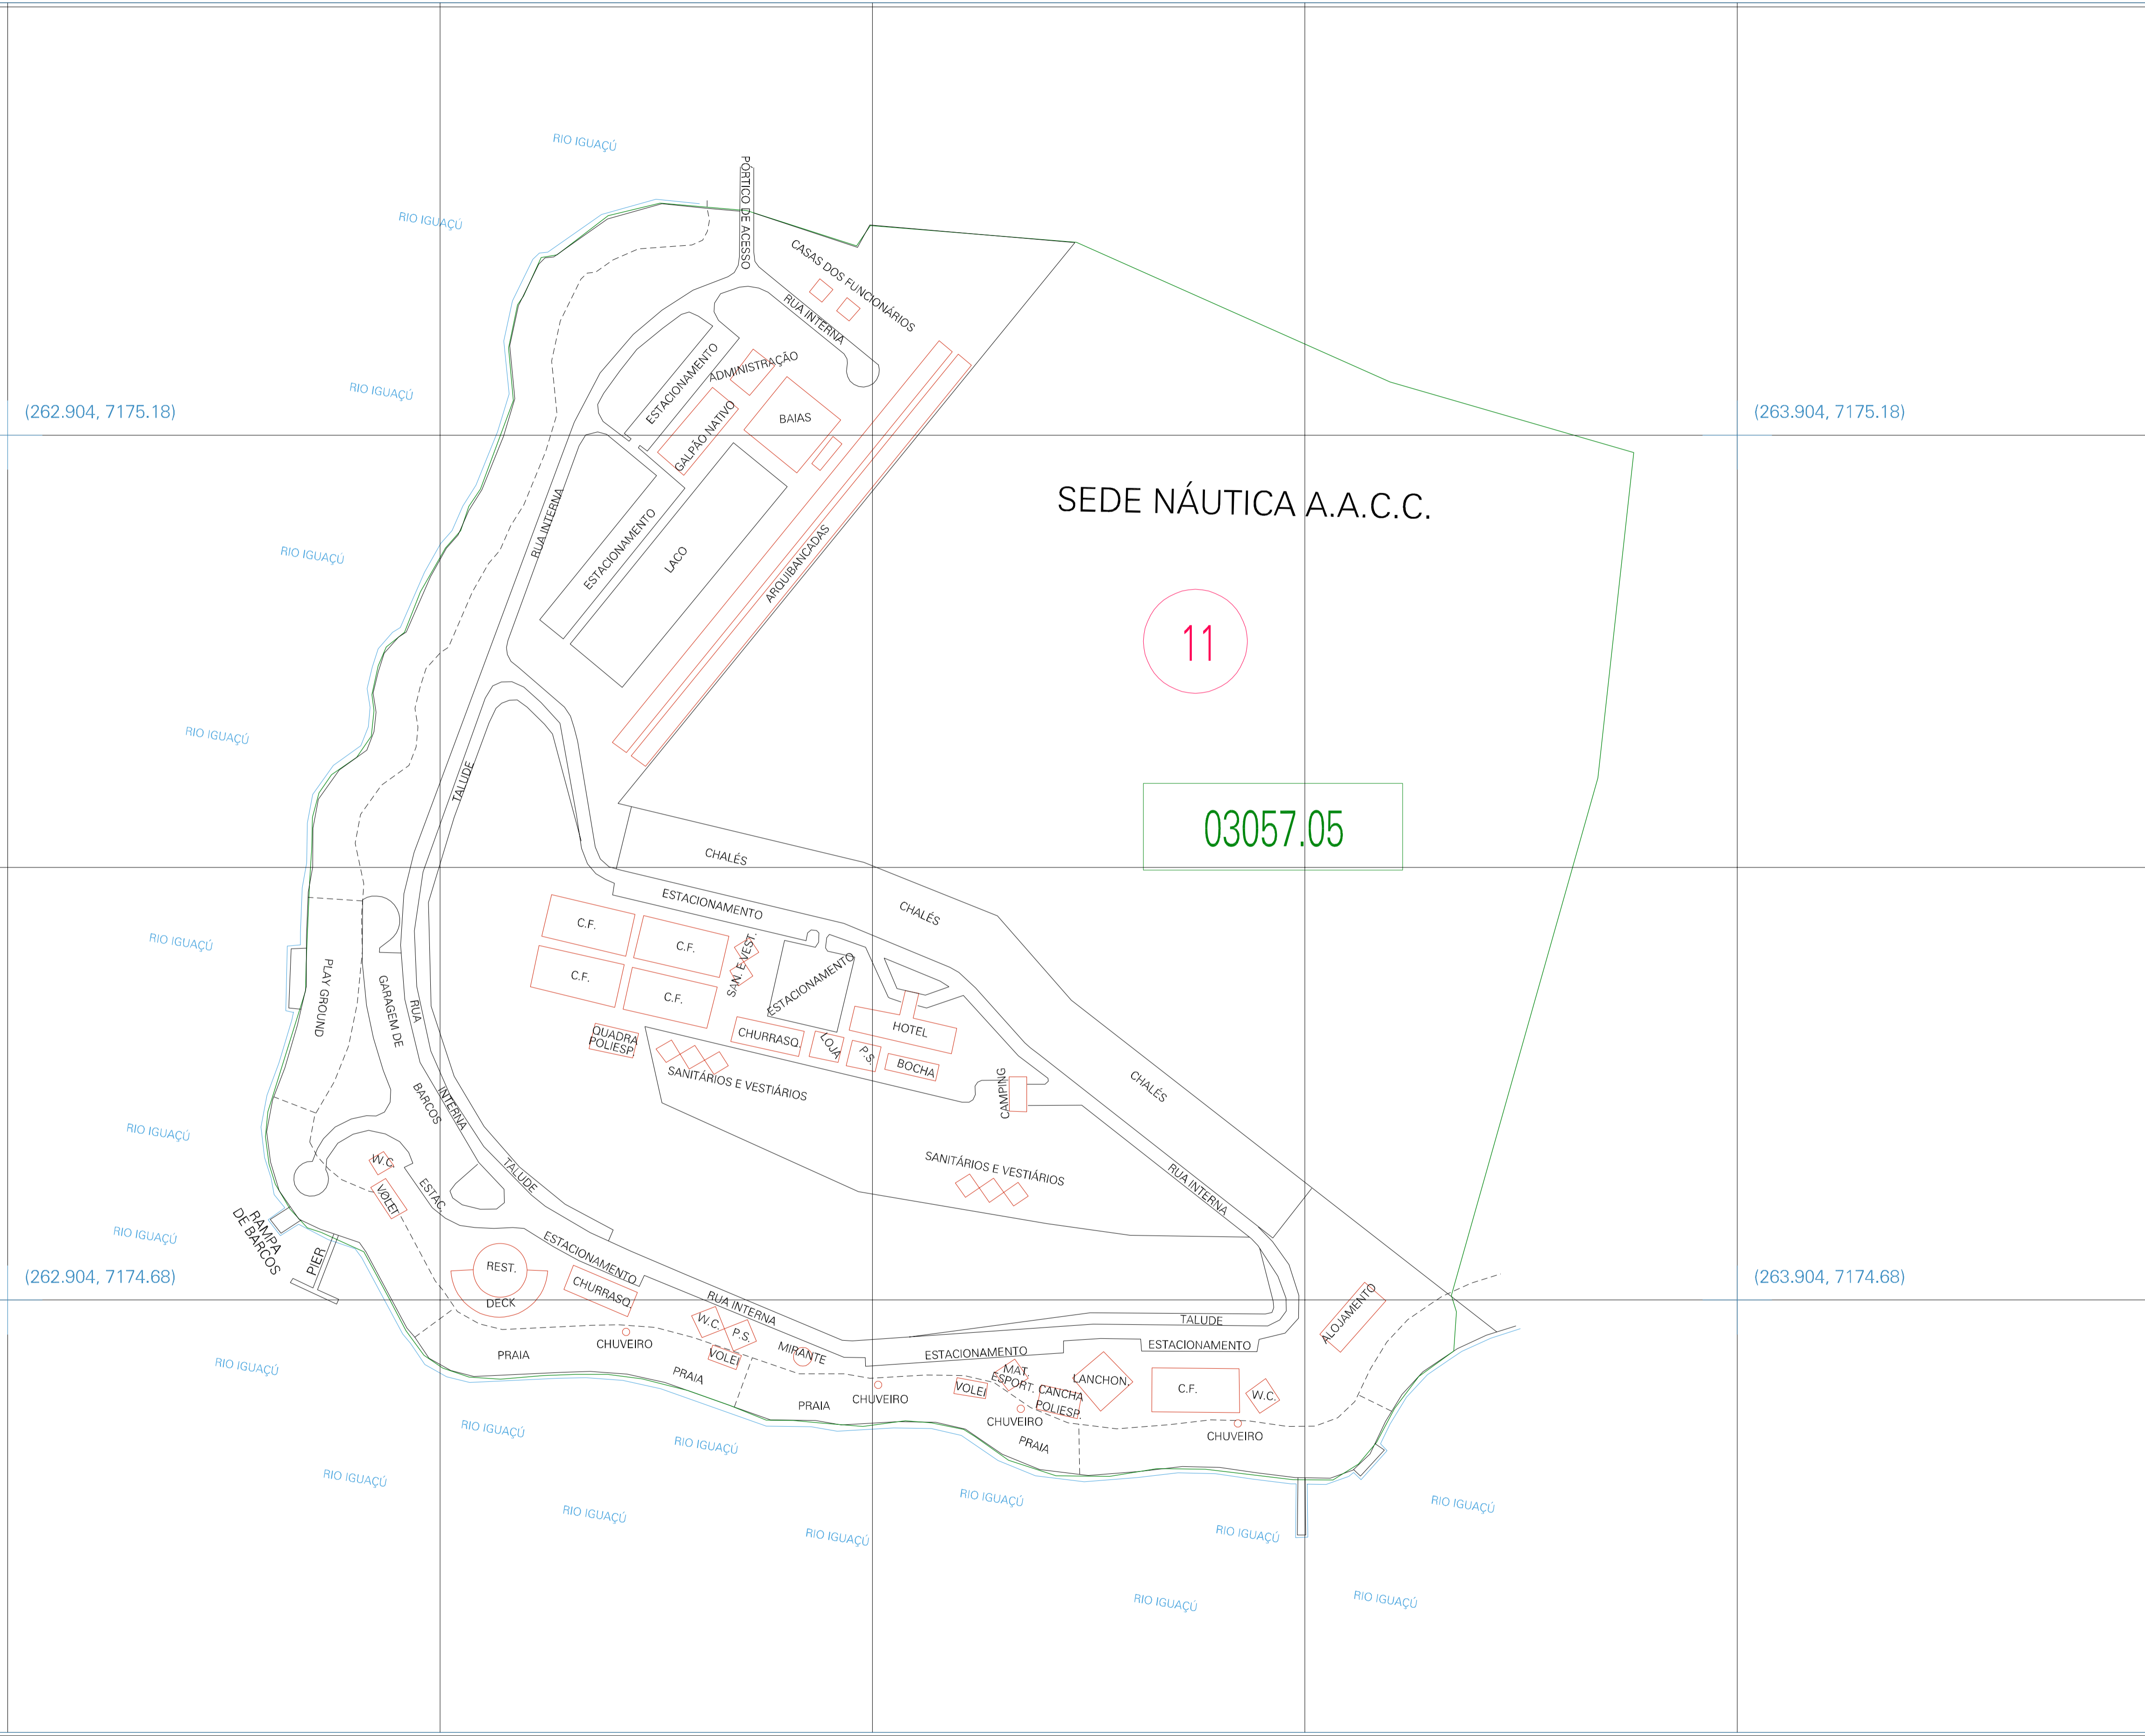 RIO IGUAÇÚ
PÓRTICO DE ACESSO
RIO IGUAÇÚ
CASAS DOS FUNCIONÁRIOS
RUA INTERNA
ESTACIONAMENTO
ADMINISTRAÇÃO
RIO IGUAÇÚ
(262.904, 7175.18)
GALPÃO NATIVO
BAIAS
(263.904, 7175.18)
SEDE NÁUTICA A.A.C.C.
RUA INTERNA
ESTACIONAMENTO
LACO
ARQUIBANCADAS
RIO IGUAÇÚ
11
RIO IGUAÇÚ
TALUDE
03057.05
CHALÉS
ESTACIONAMENTO
CHALÉS
C.F.
C.F.
SAN. E VEST.
RIO IGUAÇÚ
C.F.
C.F.
ESTACIONAMENTO
PLAY GROUND
GARAGEM DE
BARCOS
RUA
INTERNA
QUADRA
POLIESP.
CHURRASQ.
LOJA
P.S.
HOTEL
BOCHA
SANITÁRIOS E VESTIÁRIOS
CAMPING
CHALÉS
RIO IGUAÇÚ
W.C.
VOLEI
ESTAC.
TALUDE
SANITÁRIOS E VESTIÁRIOS
RUA INTERNA
RIO IGUAÇÚ
RAMPA
DE BARCOS
PIER
(262.904, 7174.68)
REST.
DECK
ESTACIONAMENTO
CHURRASQ.
RUA INTERNA
(263.904, 7174.68)
ALOJAMENTO
TALUDE
W.C.
P.S.
CHUVEIRO
VOLEI
MIRANTE
ESTACIONAMENTO
ESTACIONAMENTO
RIO IGUAÇÚ
PRAIA
PRAIA
PRAIA
CHUVEIRO
VOLEI
MAT.
ESPORT.
CANCHA
POLIESP.
LANCHON.
C.F.
W.C.
CHUVEIRO
PRAIA
CHUVEIRO
RIO IGUAÇÚ
RIO IGUAÇÚ
RIO IGUAÇÚ
RIO IGUAÇÚ
RIO IGUAÇÚ
RIO IGUAÇÚ
RIO IGUAÇÚ
RIO IGUAÇÚ
RIO IGUAÇÚ
RIO IGUAÇÚ
RIO IGUAÇÚ